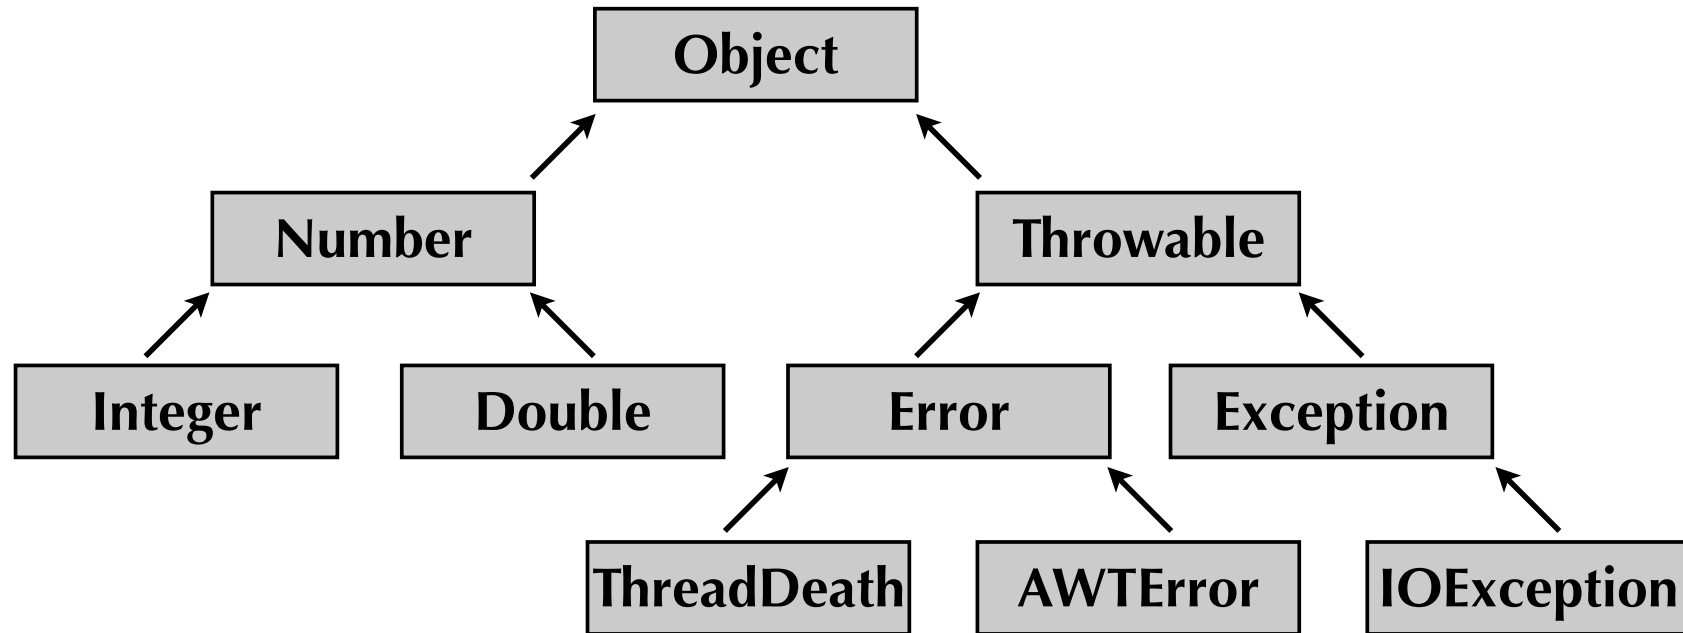 Object
Number
Throwable
Integer
Double
Error
Exception
ThreadDeath
AWTError
IOException